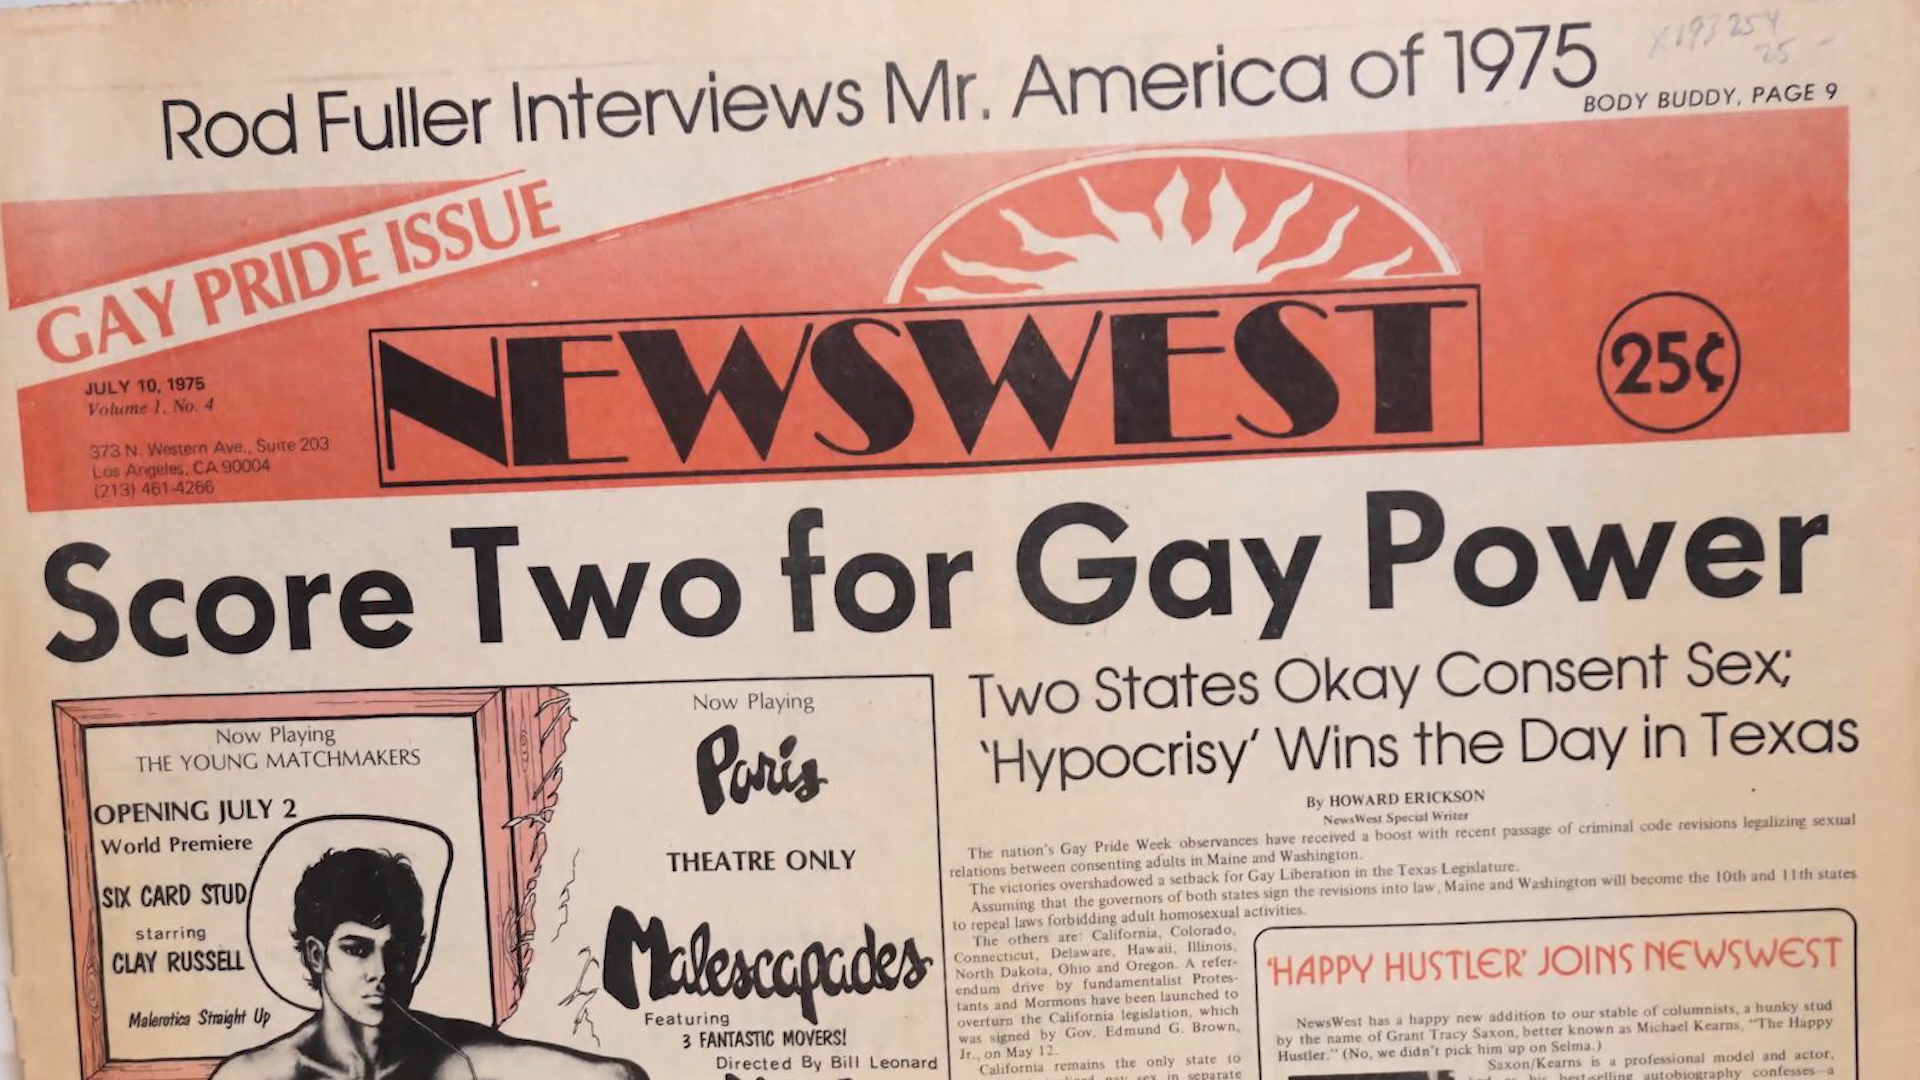 X193254
25 -
Rod Fuller Interviews Mr. America of 1975
BODY BUDDY, PAGE 9
GAY PRIDE ISSUE
JULY 10, 1975
Volume 1, No. 4
373 N. Western Ave., Suite 203
Los Angeles, CA 90004
(213) 461-4266
NEWSWEST
25¢
Score Two for Gay Power
Now Playing
THE YOUNG MATCHMAKERS
OPENING JULY 2
World Premiere
SIX CARD STUD
starring
CLAY RUSSELL
Malerotica Straight Up
Now Playing
Paris
THEATRE ONLY
Malescapades
Featuring
3 FANTASTIC MOVERS!
Directed By Bill Leonard
Two States Okay Consent Sex;
'Hypocrisy' Wins the Day in Texas
By HOWARD ERICKSON
NewsWest Special Writer
The nation's Gay Pride Week observances have received a boost with recent passage of criminal code revisions legalizing sexual
relations between consenting adults in Maine and Washington.
The victories overshadowed a setback for Gay Liberation in the Texas Legislature.
Assuming that the governors of both states sign the revisions into law, Maine and Washington will become the 10th and 11th states
to repeal laws forbidding adult homosexual activities.
The others are: California, Colorado,
Connecticut, Delaware, Hawaii, Illinois,
North Dakota, Ohio and Oregon. A refer-
endum drive by fundamentalist Protes-
tants and Mormons have been launched to
overturn the California legislation, which
was signed by Gov. Edmund G. Brown,
Jr., on May 12.
California remains the only state to
sex in separate
'HAPPY HUSTLER' JOINS NEWSWEST
NewsWest has a happy new addition to our stable of columnists, a hunky stud
by the name of Grant Tracy Saxon, better known as Michael Kearns, "The Happy
Hustler." (No, we didn't pick him up on Selma.)
Saxon/Kearns is a professional model and actor,
his best-selling autobiography confesses—a